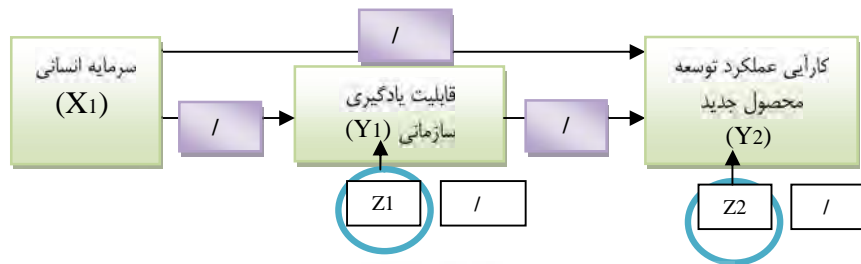 /
سرمایه انسانی
(X1)
/
قابلیت یادگیری
سازمانی (Y1)
/
کارآیی عملکرد توسعه
محصول جدید
(Y2)
Z1
/
Z2
/